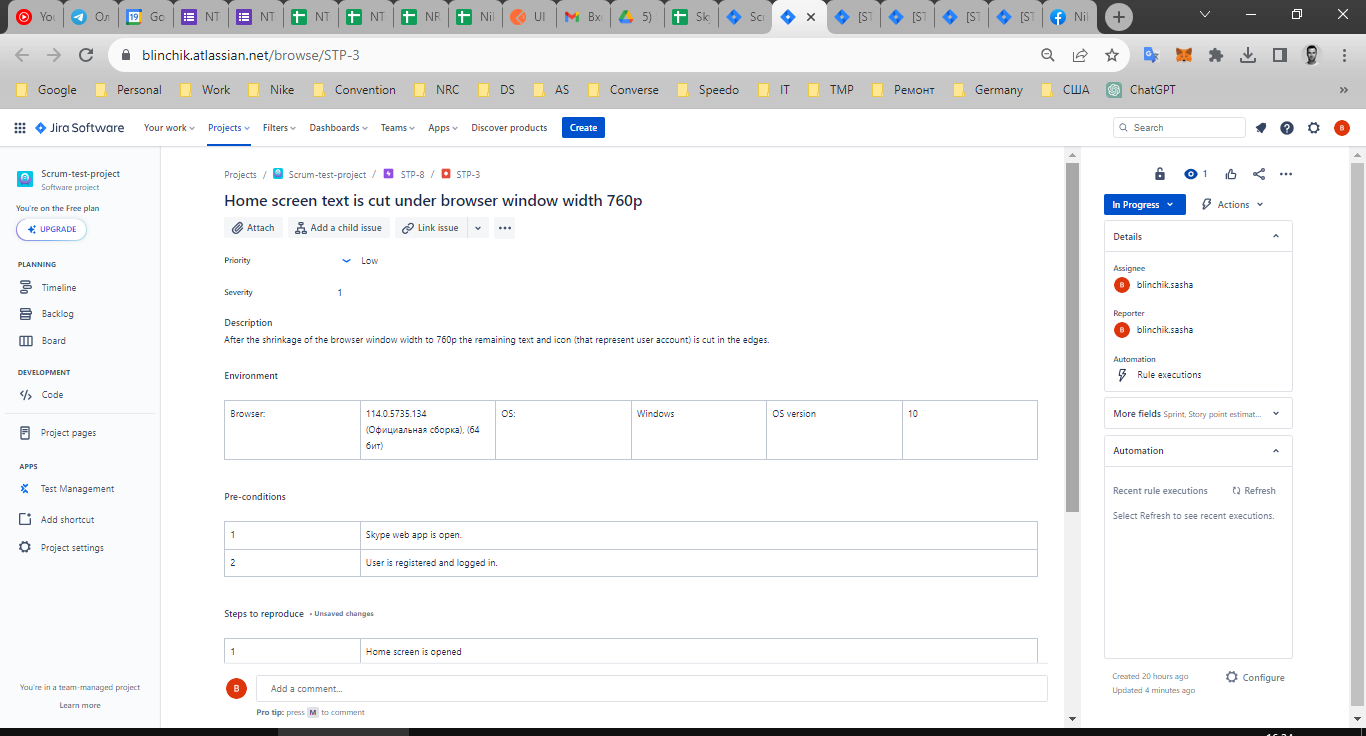 Yo
Ол
19 Go
NT
NT
NT
NT
NR
Nil
UI
Вх
5)
Sk
Sc
[ST
[ST
[ST
[ST
Nil
blinchik.atlassian.net/browse/STP-3
Google Personal Work Nike Convention NRC DS AS Converse Speedo IT TMP Ремонт Germany США ChatGPT »
Jira Software Your work Projects Filters Dashboards Teams Apps Discover products Create Search B
Scrum-test-project
Software project
You're on the Free plan
UPGRADE
PLANNING
Timeline
Backlog
Board
DEVELOPMENT
Code
Project pages
APPS
Test Management
Add shortcut
Project settings
You're in a team-managed project
Learn more
Projects / Scrum-test-project / STP-8 / STP-3
Home screen text is cut under browser window width 760p
Attach Add a child issue Link issue
Priority Low
Severity 1
Description
After the shrinkage of the browser window width to 760p the remaining text and icon (that represent user account) is cut in the edges.
Environment
Browser: 114.0.5735.134 OS: Windows OS version 10
(Официальная сборка), (64
бит)
Pre-conditions
1 Skype web app is open.
2 User is registered and logged in.
Steps to reproduce • Unsaved changes
1 Home screen is opened
B Add a comment...
Pro tip: press M to comment
1
In Progress Actions
Details
Assignee
B blinchik.sasha
Reporter
B blinchik.sasha
Automation
Rule executions
More fields Sprint, Story point estimat...
Automation
Recent rule executions Refresh
Select Refresh to see recent executions.
Created 20 hours ago Configure
Updated 4 minutes ago